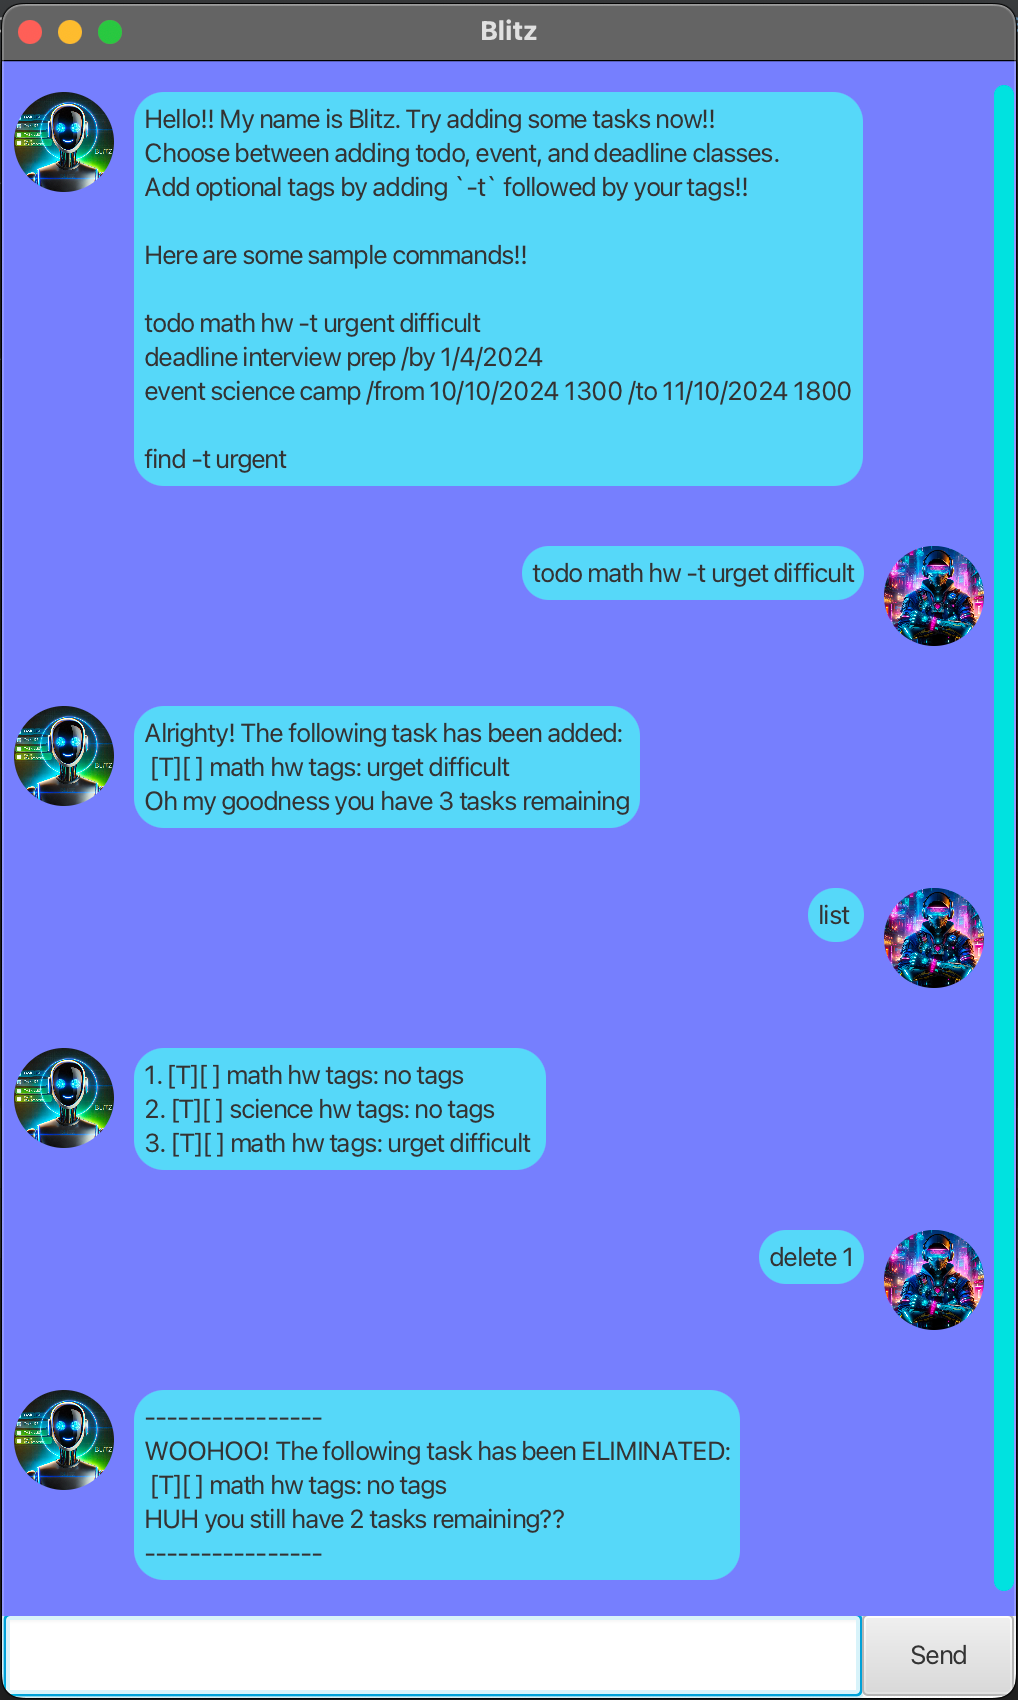 Blitz
Hello!! My name is Blitz. Try adding some tasks now!!
Choose between adding todo, event, and deadline classes.
Add optional tags by adding `-t` followed by your tags!!
Here are some sample commands!!
todo math hw -t urgent difficult
deadline interview prep /by 1/4/2024
event science camp /from 10/10/2024 1300 /to 11/10/2024 1800
find -t urgent
todo math hw -t urget difficult
Alrighty! The following task has been added:
[T][ ] math hw tags: urget difficult
Oh my goodness you have 3 tasks remaining
list
1. [T][ ] math hw tags: no tags
2. [T][ ] science hw tags: no tags
3. [T][ ] math hw tags: urget difficult
delete 1
----------------
WOOHOO! The following task has been ELIMINATED:
[T][ ] math hw tags: no tags
HUH you still have 2 tasks remaining??
----------------
Send